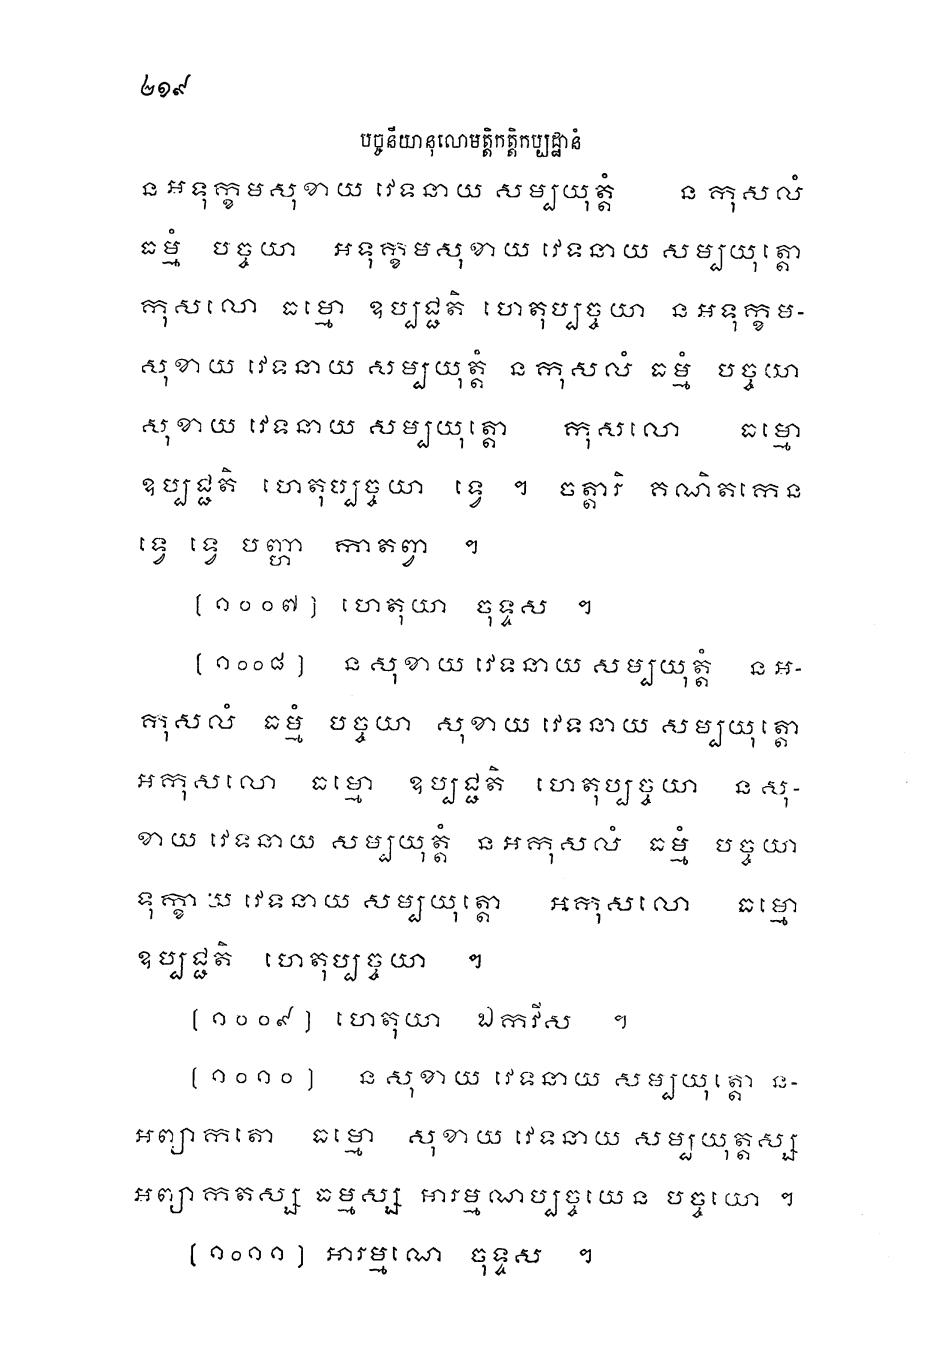 ២១៩
បច្ចនីយានុលោមត្តិកត្តិកប្បដ្ឋានំ
នអទុក្ខមសុខាយ វេទនាយ សម្បយុត្តំ ន កុសលំ
ធម្មំ បច្ចយា អទុក្ខមសុខាយ វេទនាយ សម្បយុត្តោ
កុសលោ ធម្មោ ឧប្បជ្ជតិ ហេតុប្បច្ចយា នអទុក្ខម-
សុខាយ វេទនាយ សម្បយុត្តំ នកុសលំ ធម្មំ បច្ចយា
សុខាយ វេទនាយ សម្បយុត្តោ កុសលោ ធម្មោ
ឧប្បជ្ជតិ ហេតុប្បច្ចយា ទ្វេ ។ ចត្តារិ គណិតកេន
ទ្វេ ទ្វេ បញ្ហា កាតព្វា ។
[១០០៧] ហេតុយា ចុទ្ទស ។
[១០០៨] នសុខាយ វេទនាយ សម្បយុត្តំ នអ-
កុសលំ ធម្មំ បច្ចយា សុខាយ វេទនាយ សម្បយុត្តោ
អកុសលោ ធម្មោ ឧប្បជ្ជតិ ហេតុប្បច្ចយា នសុ-
ខាយ វេទនាយ សម្បយុត្តំ នអកុសលំ ធម្មំ បច្ចយា
ទុក្ខាយ វេទនាយ សម្បយុត្តោ អកុសលោ ធម្មោ
ឧប្បជ្ជតិ ហេតុប្បច្ចយា ។
[១០០៩] ហេតុយា ឯកវីស ។
[១០១០] នសុខាយ វេទនាយ សម្បយុត្តោ ន-
អព្យាកតោ ធម្មោ សុខាយ វេទនាយ សម្បយុត្តស្ស
អព្យាកតស្ស ធម្មស្ស អារម្មណប្បច្ចយេន បច្ចយោ ។
[១០១១] អារម្មណេ ចុទ្ទស ។